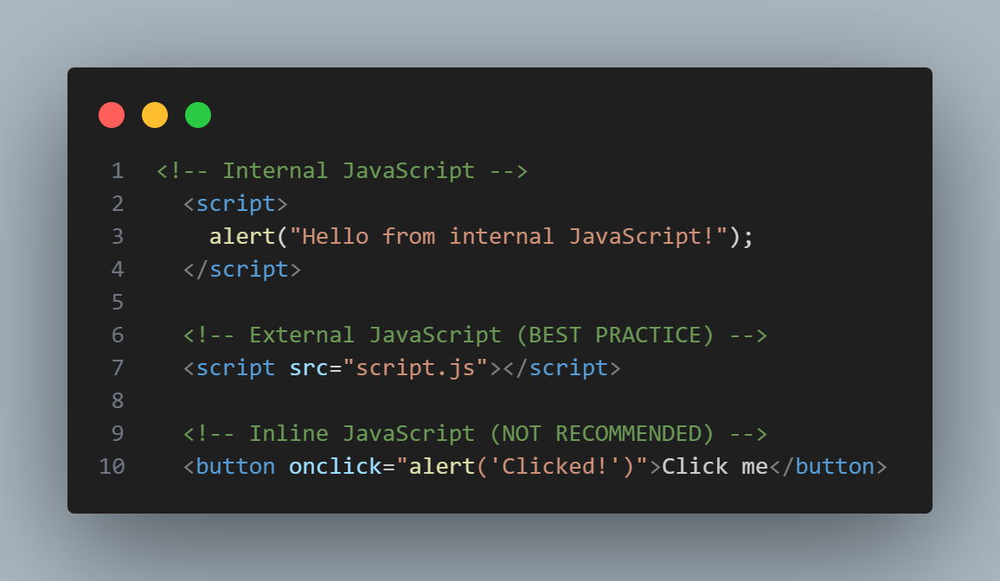 1 <!-- Internal JavaScript -->
2 <script>
3 alert("Hello from internal JavaScript!");
4 </script>
5
6 <!-- External JavaScript (BEST PRACTICE) -->
7 <script src="script.js"></script>
8
9 <!-- Inline JavaScript (NOT RECOMMENDED) -->
10 <button onclick="alert('Clicked!')">Click me</button>